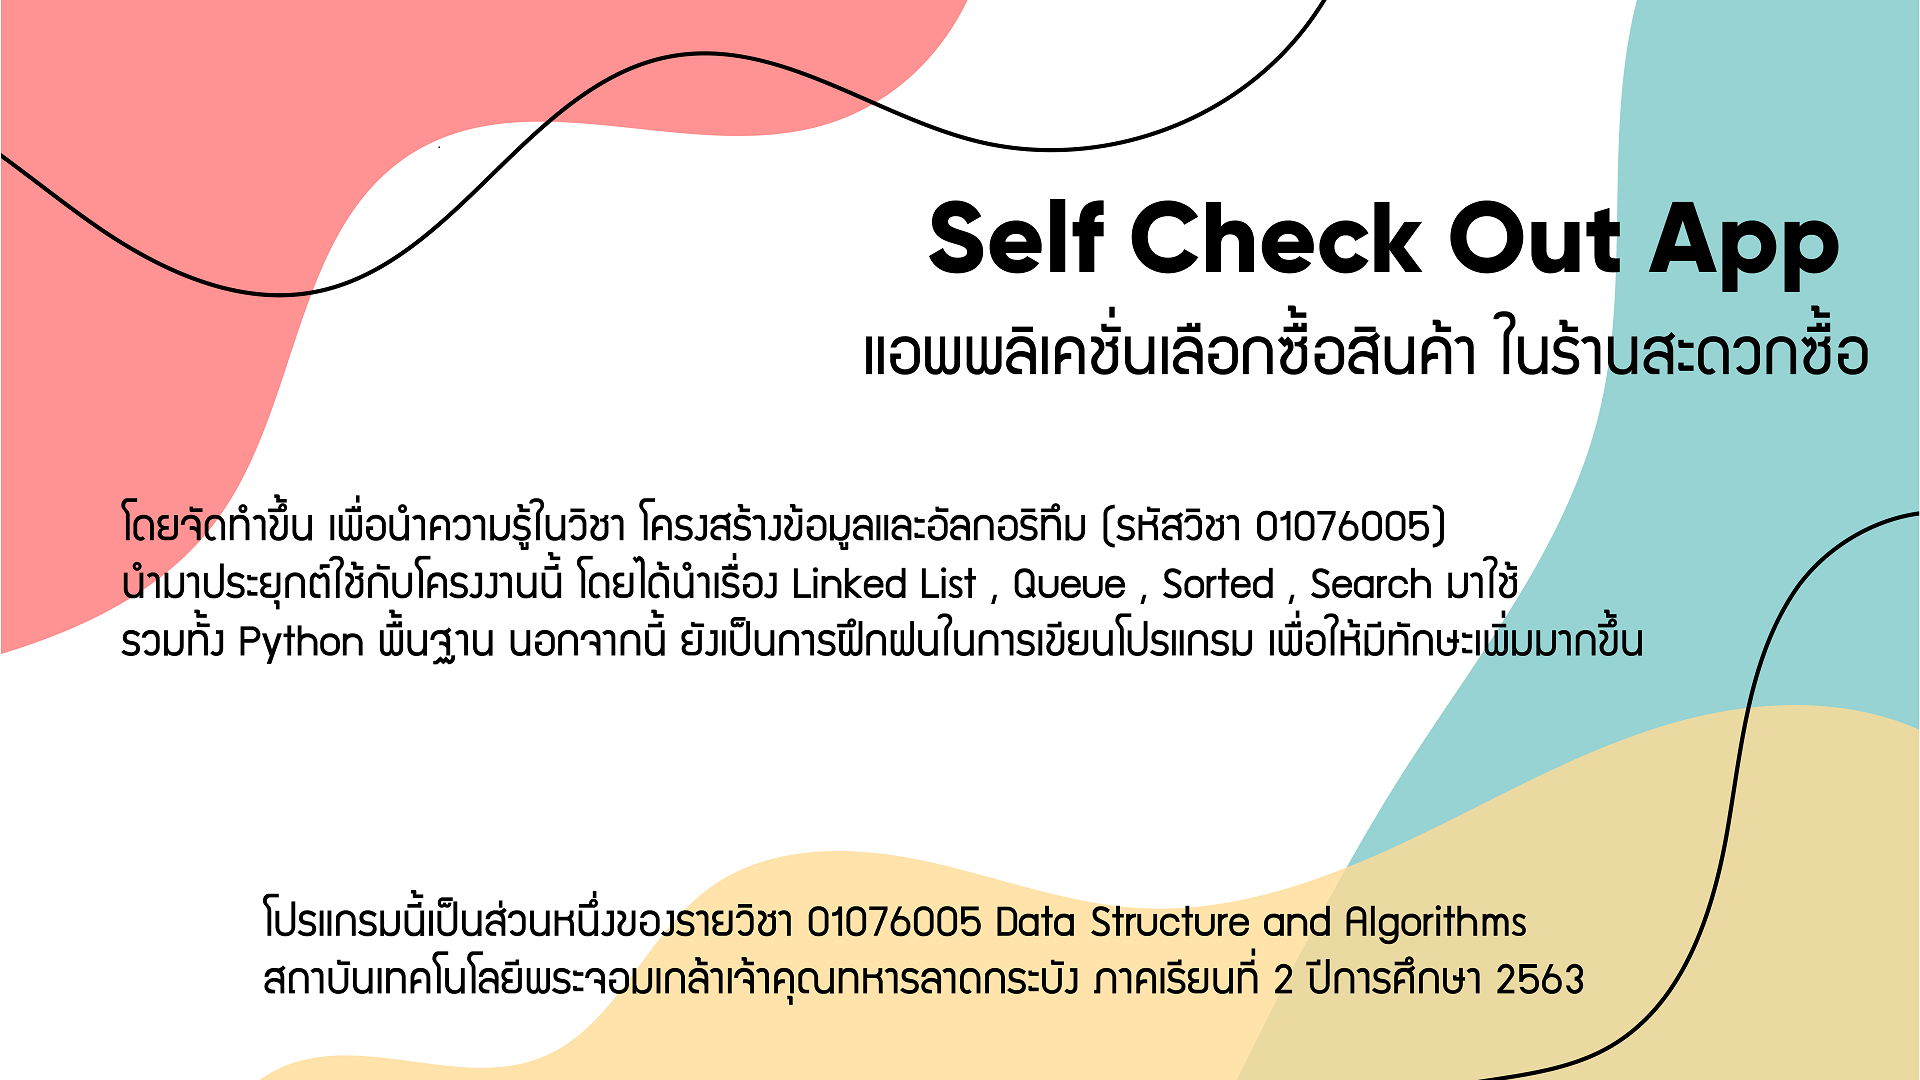 Self Check Out App
แอพพลิเคชั่นเลือกซื้อสินค้า ในร้านสะดวกซื้อ
โดยจัดทำขึ้น เพื่อนำความรู้ในวิชา โครงสร้างข้อมูลและอัลกอริทึม (รหัสวิชา 01076005)
นำมาประยุกต์ใช้กับโครงงานนี้ โดยได้นำเรื่อง Linked List , Queue , Sorted , Search มาใช้
รวมทั้ง Python พื้นฐาน นอกจากนี้ ยังเป็นการฝึกฝนในการเขียนโปรแกรม เพื่อให้มีทักษะเพิ่มมากขึ้น
โปรแกรมนี้เป็นส่วนหนึ่งของรายวิชา 01076005 Data Structure and Algorithms
สถาบันเทคโนโลยีพระจอมเกล้าเจ้าคุณทหารลาดกระบัง ภาคเรียนที่ 2 ปีการศึกษา 2563